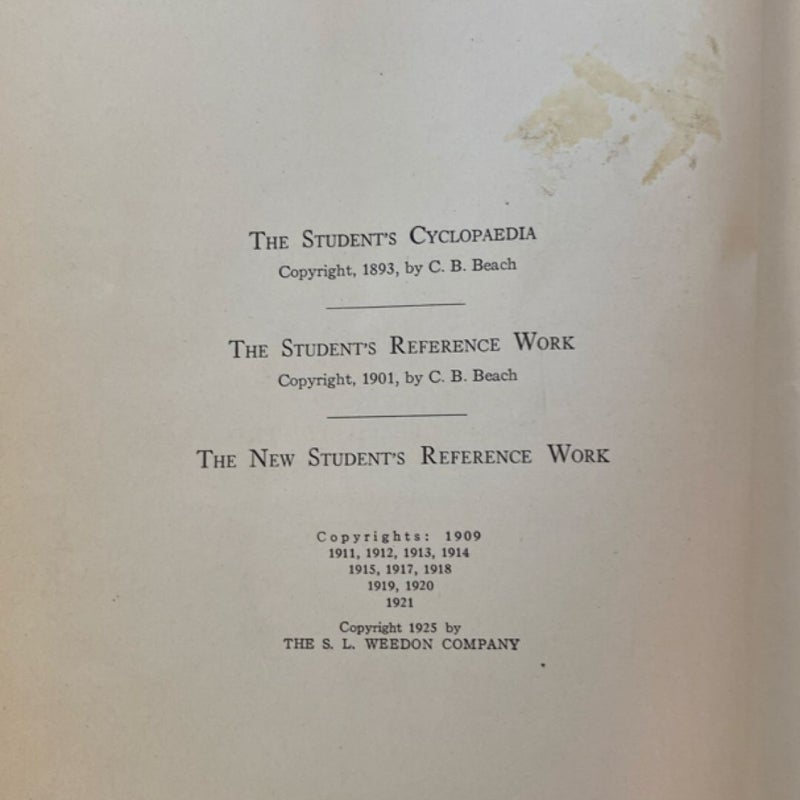 The Student's Cyclopaedia
Copyright, 1893, by C. B. Beach
The Student's Reference Work
Copyright, 1901, by C. B. Beach
The New Student's Reference Work
Copyrights: 1909
1911, 1912, 1913, 1914
1915, 1917, 1918
1919, 1920
1921
Copyright 1925 by
THE S. L. WEEDON COMPANY